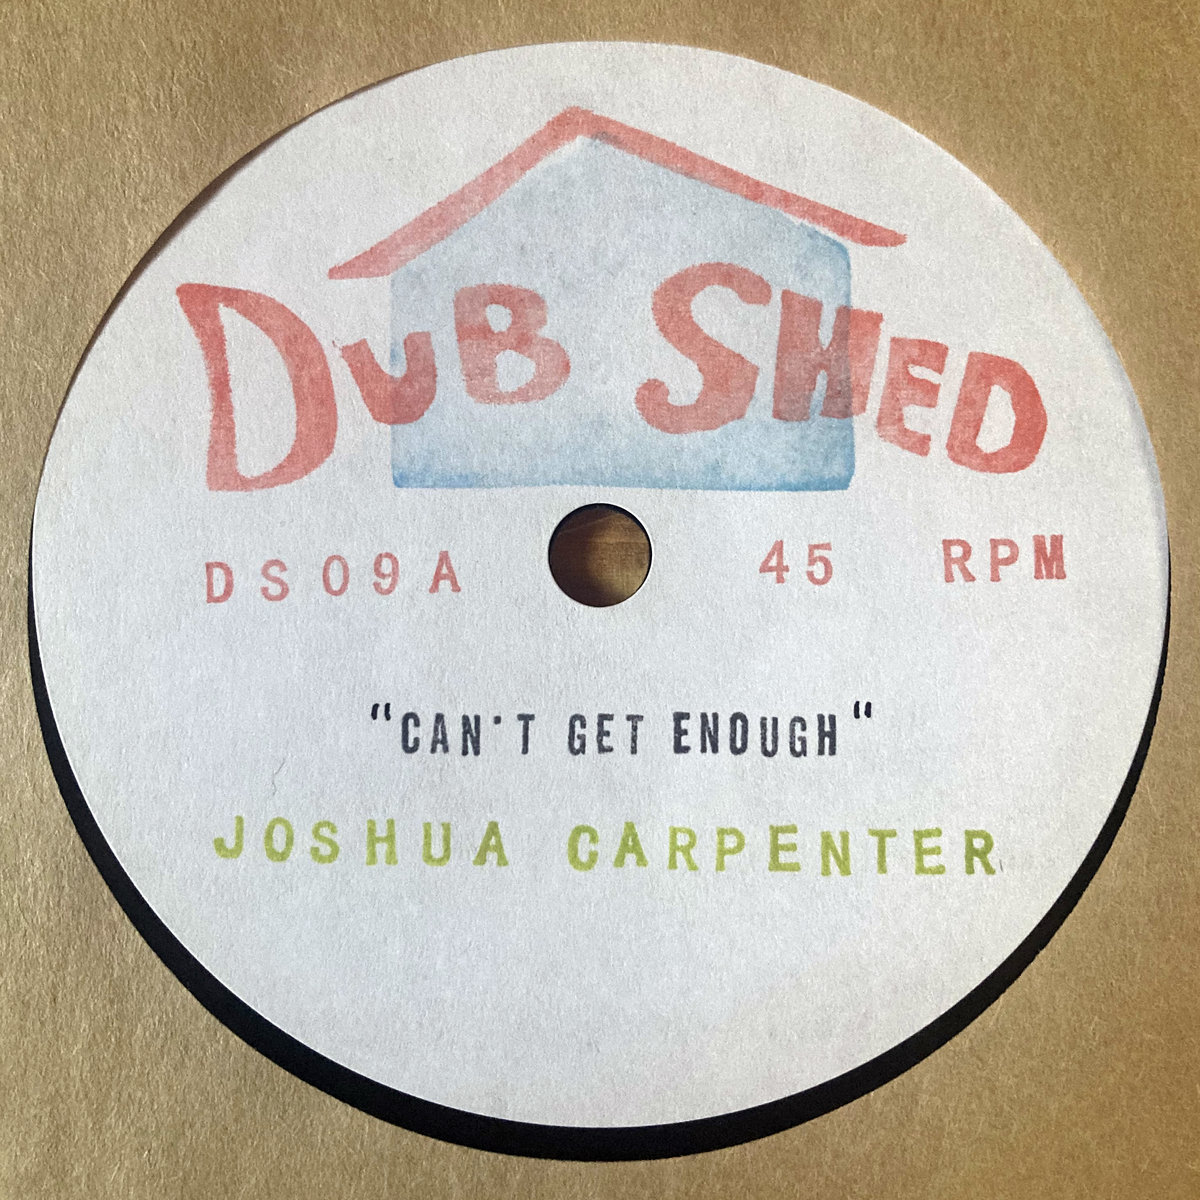 DUB SHED
DS09A 45 RPM
"CAN'T GET ENOUGH"
JOSHUA CARPENTER